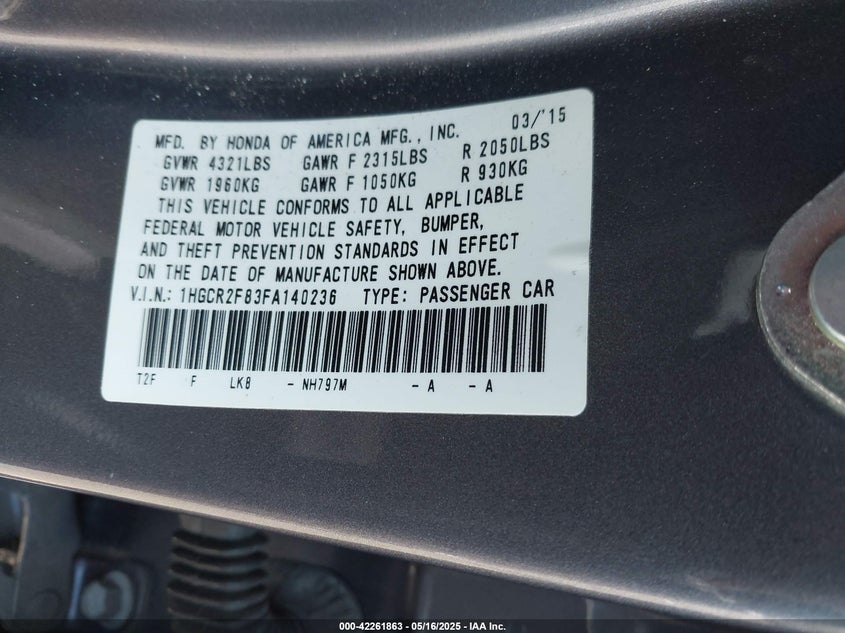 MFD. BY HONDA OF AMERICA MFG., INC. 03/'15
GVWR 4321LBS GAWR F 2315LBS R 2050LBS
GVWR 1960KG GAWR F 1050KG R 930KG
THIS VEHICLE CONFORMS TO ALL APPLICABLE
FEDERAL MOTOR VEHICLE SAFETY, BUMPER,
AND THEFT PREVENTION STANDARDS IN EFFECT
ON THE DATE OF MANUFACTURE SHOWN ABOVE.
V.I.N.: 1HGCR2F83FA140236 TYPE: PASSENGER CAR
T2F F LK8 - NH797M - A - A
000-42261863 - 05/16/2025 - IAA Inc.